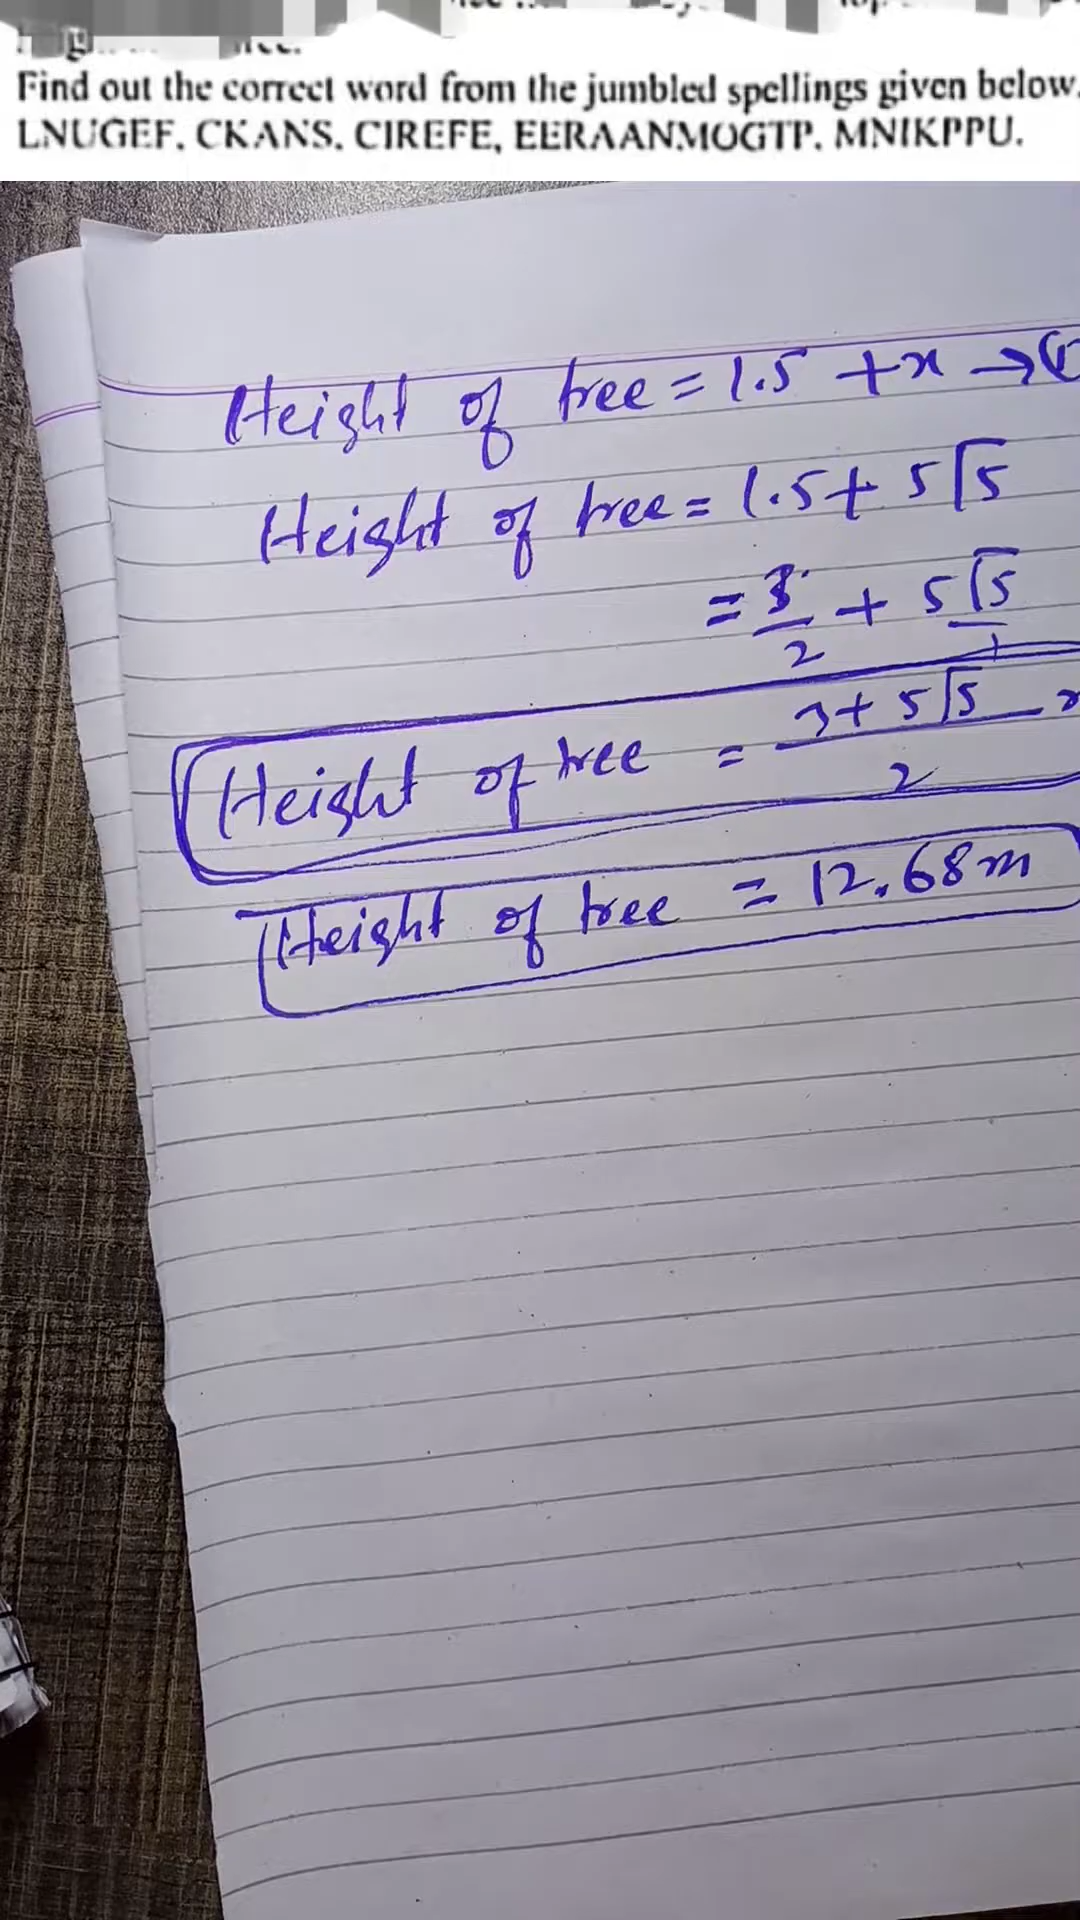 Find out the correct word from the jumbled spellings given below.
LNUGEF, CKANS, CIREFE, EERAANMOGTP, MNIKPPU.
Height of tree = 1.5 + x →
Height of tree = 1.5 + 5√5
= 3/2 + 5√5/1
Height of tree = 3 + 5√5 / 2
Height of tree = 12.68 m